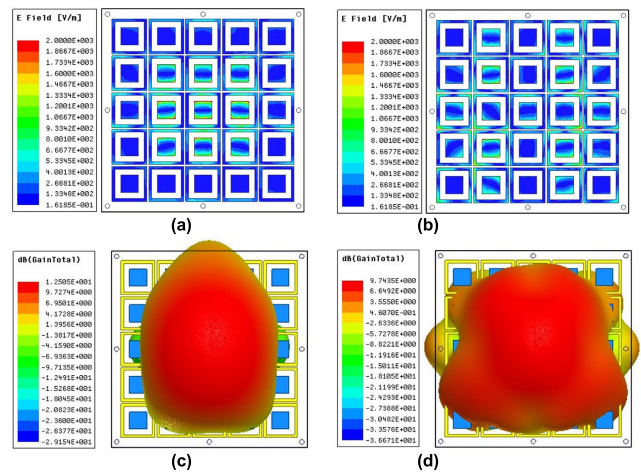 E Field [V/m]
2.0000E+003
1.8667E+003
1.7334E+003
1.6000E+003
1.4667E+003
1.3334E+003
1.2001E+003
1.0667E+003
9.3342E+002
8.0010E+002
6.6677E+002
5.3345E+002
4.0013E+002
2.6681E+002
1.3348E+002
1.6185E-001
(a)
E Field [V/m]
2.0000E+003
1.8667E+003
1.7334E+003
1.6000E+003
1.4667E+003
1.3334E+003
1.2001E+003
1.0667E+003
9.3342E+002
8.0010E+002
6.6677E+002
5.3345E+002
4.0013E+002
2.6681E+002
1.3348E+002
1.6185E-001
(b)
dB(GainTotal)
1.2505E+001
9.7274E+000
6.9501E+000
4.1728E+000
1.3956E+000
-1.3817E+000
-4.1590E+000
-6.9363E+000
-9.7135E+000
-1.2491E+001
-1.5268E+001
-1.8045E+001
-2.0823E+001
-2.3600E+001
-2.6377E+001
-2.9154E+001
(c)
dB(GainTotal)
9.7435E+000
6.6492E+000
3.5550E+000
4.6070E-001
-2.6336E+000
-5.7278E+000
-8.8221E+000
-1.1916E+001
-1.5011E+001
-1.8105E+001
-2.1199E+001
-2.4293E+001
-2.7388E+001
-3.0482E+001
-3.3576E+001
-3.6671E+001
(d)